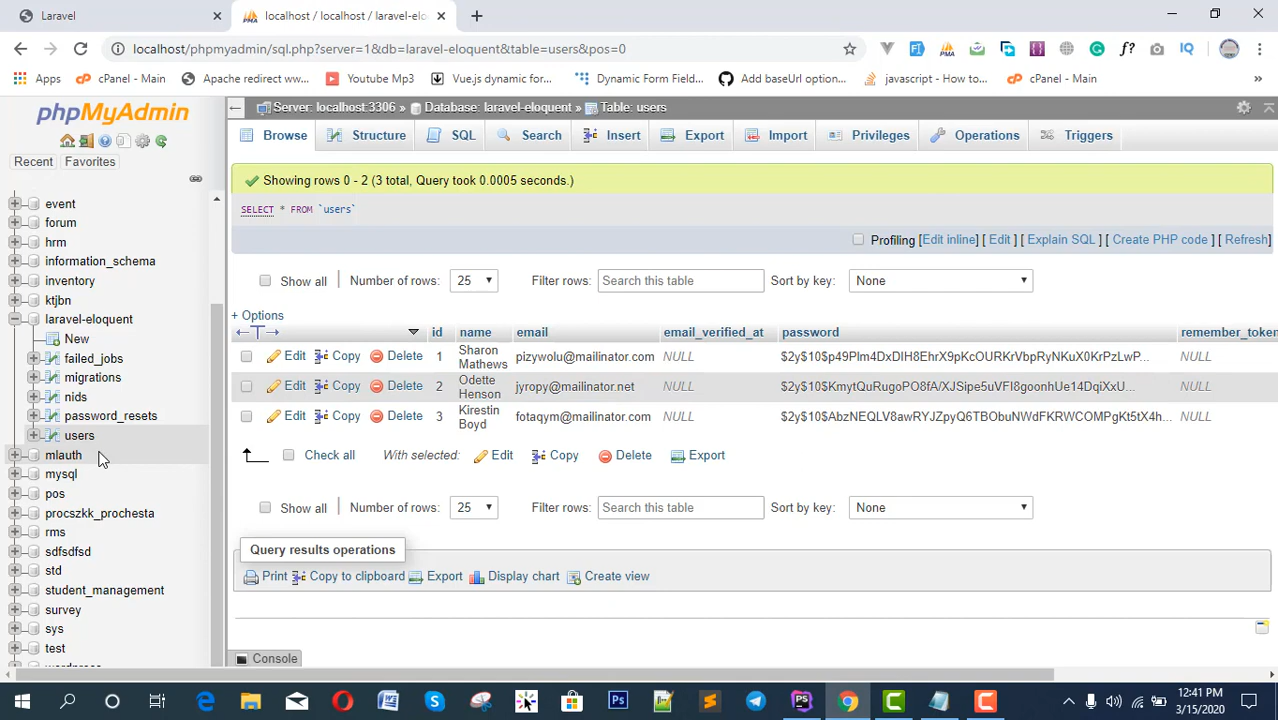 Laravel
localhost / localhost / laravel-elo
localhost/phpmyadmin/sql.php?server=1&db=laravel-eloquent&table=users&pos=0
Apps
cPanel - Main
Apache redirect ww...
Youtube Mp3
Vue.js dynamic for...
Dynamic Form Field...
Add baseUrl option...
javascript - How to...
cPanel - Main
phpMyAdmin
Recent
Favorites
event
forum
hrm
information_schema
inventory
ktjbn
laravel-eloquent
New
failed_jobs
migrations
nids
password_resets
users
mlauth
mysql
pos
procszkk_prochesta
rms
sdfsdfsd
std
student_management
survey
sys
test
Server: localhost:3306 » Database: laravel-eloquent » Table: users
Browse Structure SQL Search Insert Export Import Privileges Operations Triggers
Showing rows 0 - 2 (3 total, Query took 0.0005 seconds.)
SELECT * FROM `users`
Profiling [Edit inline] [ Edit ] [ Explain SQL ] [ Create PHP code ] [ Refresh]
Show all Number of rows: 25 Filter rows: Search this table Sort by key: None
+ Options
id name email email_verified_at password remember_token
Edit Copy Delete 1 Sharon Mathews pizywolu@mailinator.com NULL $2y$10$p49Plm4DxDIH8EhrX9pKcOURKrVbpRyNKuX0KrPzLwP... NULL
Edit Copy Delete 2 Odette Henson jyropy@mailinator.net NULL $2y$10$KmytQuRugoPO8fA/XJSipe5uVFI8goonhUe14DqiXxU... NULL
Edit Copy Delete 3 Kirestin Boyd fotaqym@mailinator.com NULL $2y$10$AbzNEQLV8awRYJZpyQ6TBObuNWdFKRWCOMPgKt5tX4h... NULL
Check all With selected: Edit Copy Delete Export
Show all Number of rows: 25 Filter rows: Search this table Sort by key: None
Query results operations
Print Copy to clipboard Export Display chart Create view
Console
12:41 PM
3/15/2020